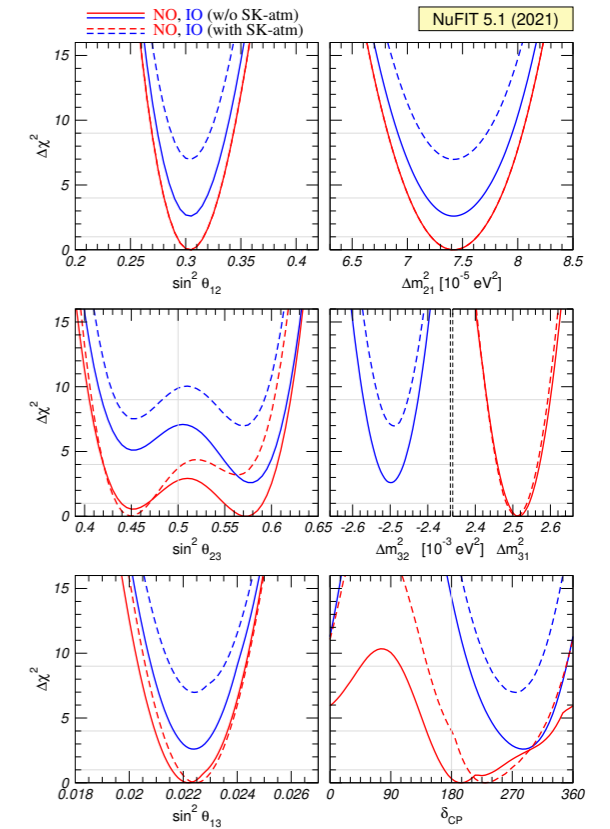 NO, IO (w/o SK-atm)
NO, IO (with SK-atm)
NuFIT 5.1 (2021)
Δχ²
15
10
5
0
0.2 0.25 0.3 0.35 0.4
sin² θ₁₂
6.5 7 7.5 8 8.5
Δm²₂₁ [10⁻⁵ eV²]
Δχ²
15
10
5
0
0.4 0.45 0.5 0.55 0.6 0.65
sin² θ₂₃
-2.6 -2.5 -2.4 2.4 2.5 2.6
Δm²₃₂ [10⁻³ eV²] Δm²₃₁
Δχ²
15
10
5
0
0.018 0.02 0.022 0.024 0.026
sin² θ₁₃
0 90 180 270 360
δCP